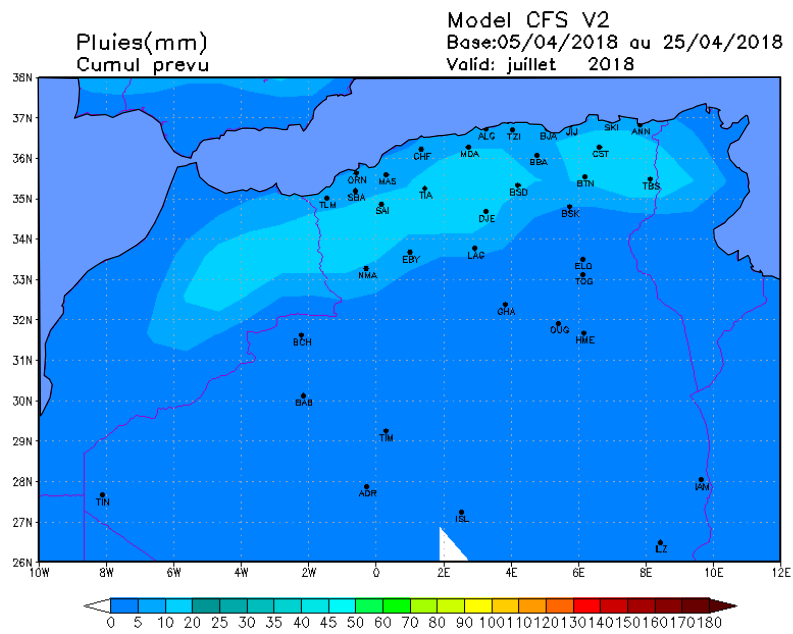 Pluies(mm)
Cumul prevu
Model CFS V2
Base:05/04/2018 au 25/04/2018
Valid: juillet 2018
38N
37N
36N
35N
34N
33N
32N
31N
30N
29N
28N
27N
26N
ALG TZI BJA JIJ SKI ANN
CHF MDA BBA CST
ORN MAS
TLM SBA SAI TIA BSD BTN TBS
DJE BSK
NMA EBY LAG ELO
TOG
GHA OUG HME
BCH
BAB
TIM
TIN ADR IAM
ISL
ILZ
10W 8W 6W 4W 2W 0 2E 4E 6E 8E 10E 12E
0 5 10 20 25 30 35 40 45 50 60 70 80 90 100 110 120 130 140 150 160 170 180